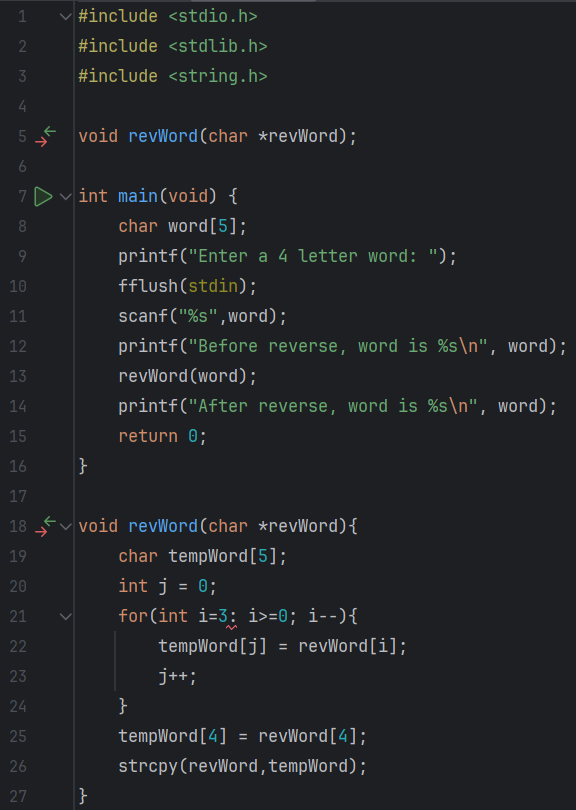 1 #include <stdio.h>
2 #include <stdlib.h>
3 #include <string.h>
4
5 void revWord(char *revWord);
6
7 int main(void) {
8     char word[5];
9     printf("Enter a 4 letter word: ");
10     fflush(stdin);
11     scanf("%s",word);
12     printf("Before reverse, word is %s\n", word);
13     revWord(word);
14     printf("After reverse, word is %s\n", word);
15     return 0;
16 }
17
18 void revWord(char *revWord){
19     char tempWord[5];
20     int j = 0;
21     for(int i=3: i>=0; i--){
22         tempWord[j] = revWord[i];
23         j++;
24     }
25     tempWord[4] = revWord[4];
26     strcpy(revWord,tempWord);
27 }